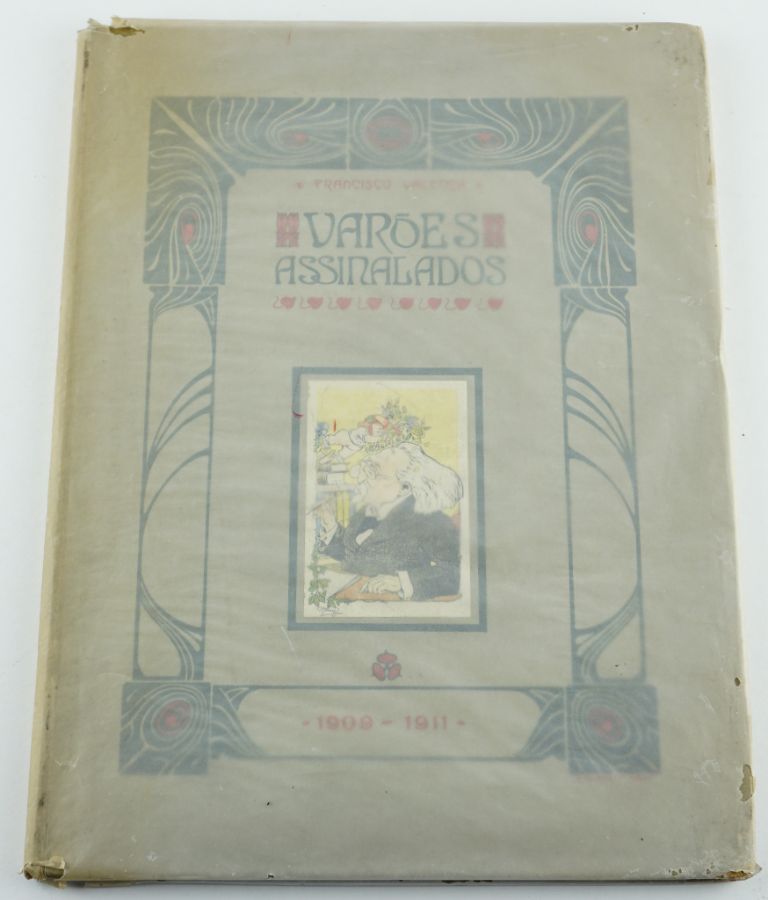 FRANCISCO VALENÇA
VARÕES
ASSINALADOS
- 1909 - 1911 -